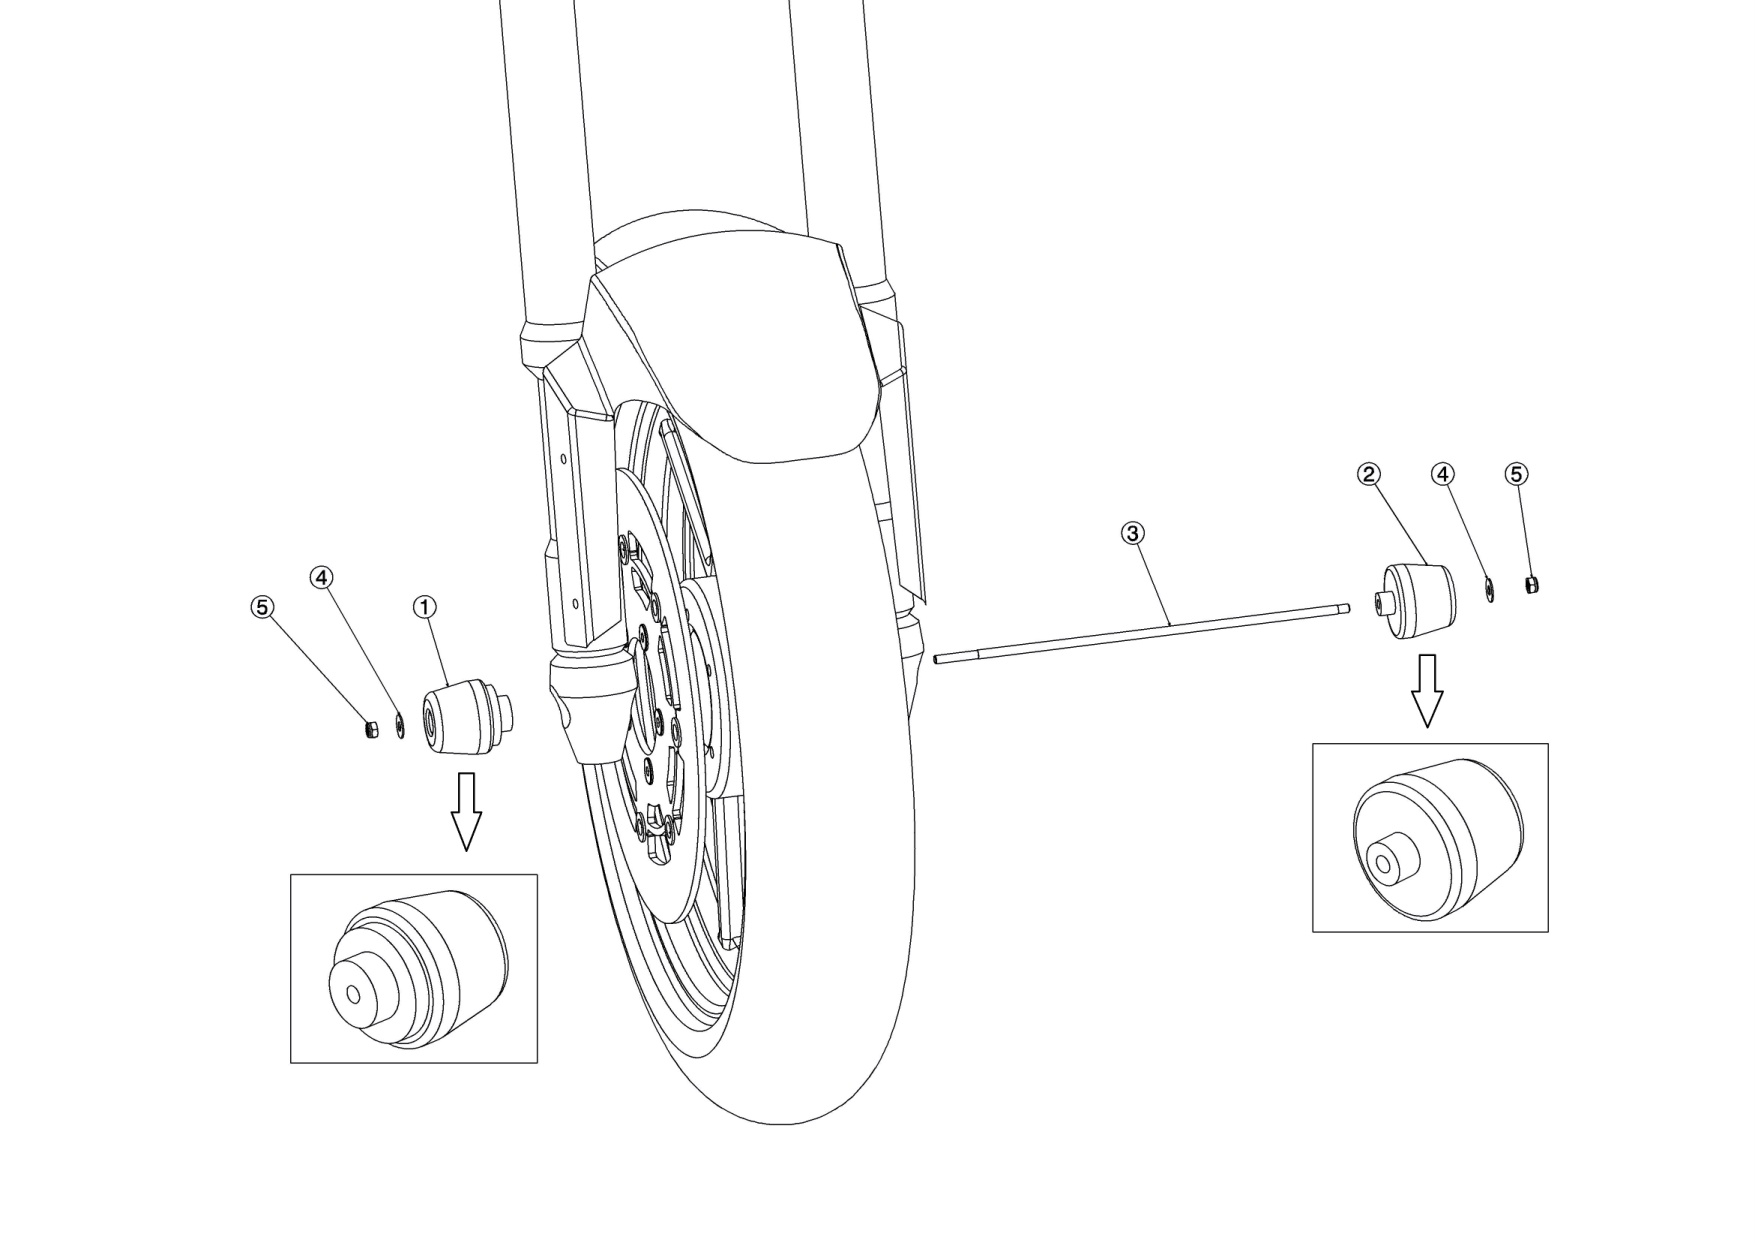 ② ④ ⑤
③
④
⑤ ①